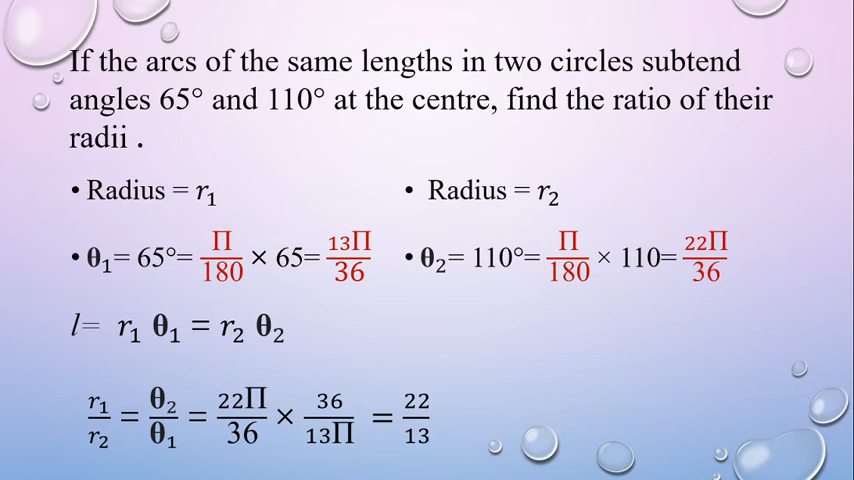 If the arcs of the same lengths in two circles subtend
angles 65° and 110° at the centre, find the ratio of their
radii .
• Radius = r₁
• Radius = r₂
• θ₁= 65°= Π/180 × 65= 13Π/36
• θ₂= 110°= Π/180 × 110= 22Π/36
l= r₁ θ₁ = r₂ θ₂
r₁/r₂ = θ₂/θ₁ = 22Π/36 × 36/13Π = 22/13